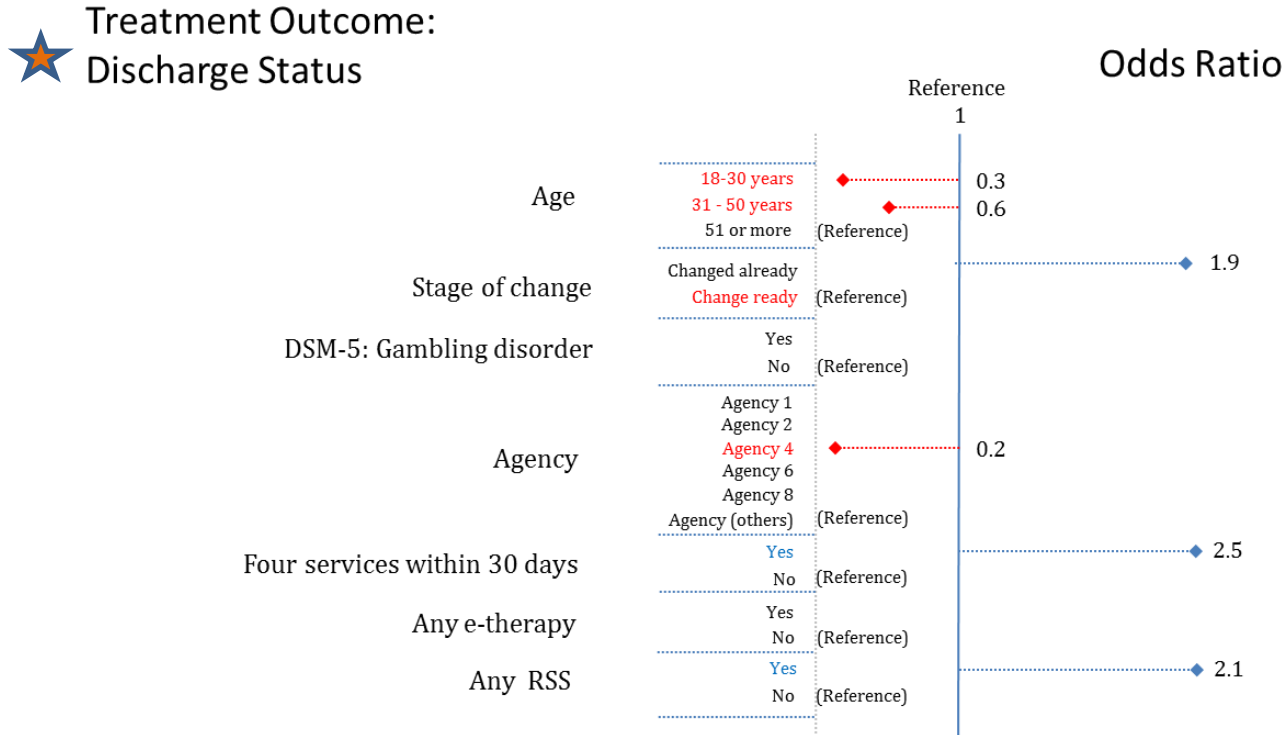 Treatment Outcome:
Discharge Status
Odds Ratio
Reference
1
Age
18-30 years
0.3
31 - 50 years
0.6
51 or more (Reference)
Stage of change
1.9
Changed already
Change ready (Reference)
DSM-5: Gambling disorder
Yes
No (Reference)
Agency
Agency 1
Agency 2
Agency 4
0.2
Agency 6
Agency 8
Agency (others) (Reference)
Four services within 30 days
Yes
2.5
No (Reference)
Any e-therapy
Yes
No (Reference)
Any RSS
Yes
2.1
No (Reference)